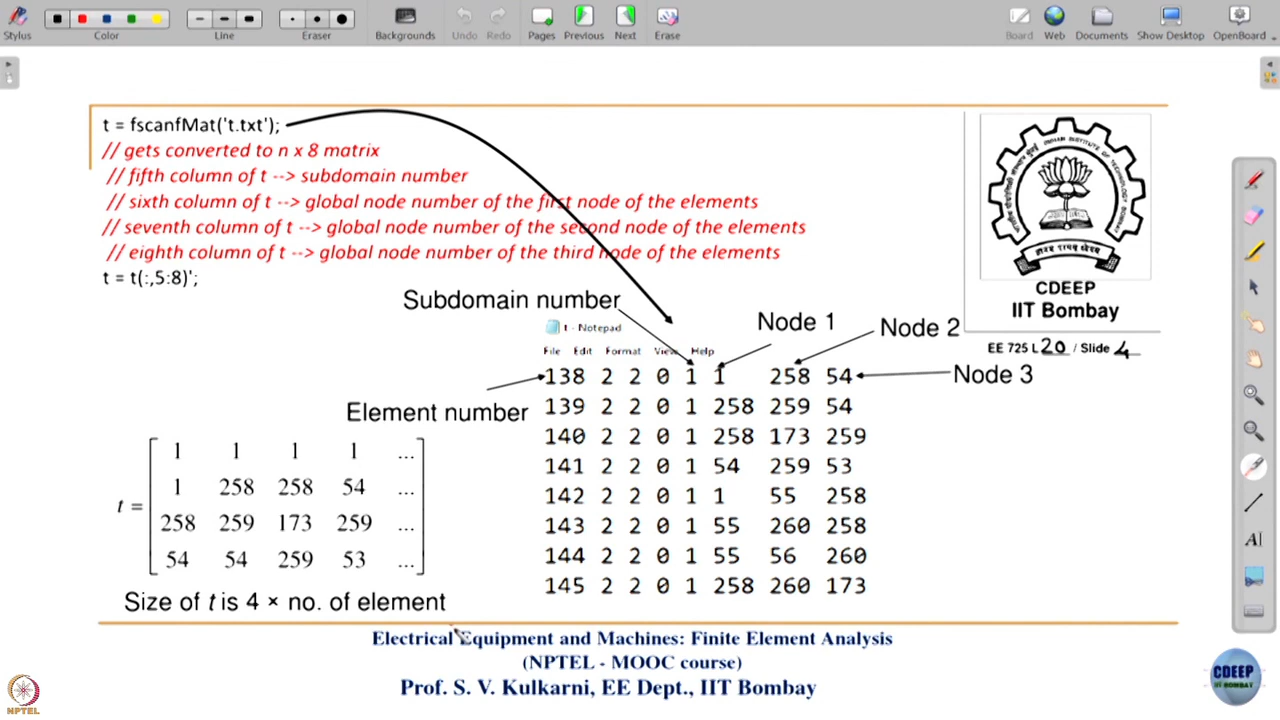 Stylus
Color
Line
Eraser
Backgrounds
Undo
Redo
Pages
Previous
Next
Erase
Board
Web
Documents
Show Desktop
OpenBoard
t = fscanfMat('t.txt');
// gets converted to n x 8 matrix
// fifth column of t --> subdomain number
// sixth column of t --> global node number of the first node of the elements
// seventh column of t --> global node number of the second node of the elements
// eighth column of t --> global node number of the third node of the elements
t = t(:,5:8)';
CDEEP
IIT Bombay
EE 725 L 20 / Slide 4
Subdomain number
Node 1
Node 2
Node 3
Element number
t - Notepad
File Edit Format View Help
138 2 2 0 1 1 258 54
139 2 2 0 1 258 259 54
140 2 2 0 1 258 173 259
141 2 2 0 1 54 259 53
142 2 2 0 1 1 55 258
143 2 2 0 1 55 260 258
144 2 2 0 1 55 56 260
145 2 2 0 1 258 260 173
t =
1 1 1 1 ...
1 258 258 54 ...
258 259 173 259 ...
54 54 259 53 ...
Size of t is 4 × no. of element
Electrical Equipment and Machines: Finite Element Analysis
(NPTEL - MOOC course)
Prof. S. V. Kulkarni, EE Dept., IIT Bombay
NPTEL
CDEEP
IIT BOMBAY
AI